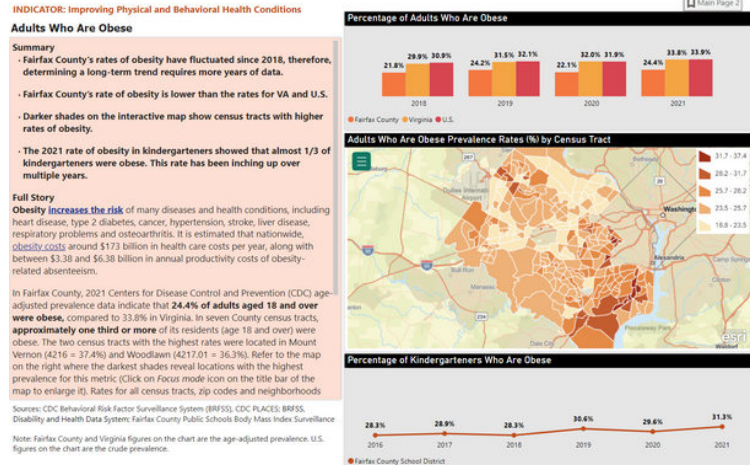 INDICATOR: Improving Physical and Behavioral Health Conditions
Main Page 2
Adults Who Are Obese
Summary
· Fairfax County's rates of obesity have fluctuated since 2018, therefore,
determining a long-term trend requires more years of data.
· Fairfax County's rate of obesity is lower than the rates for VA and U.S.
· Darker shades on the interactive map show census tracts with higher
rates of obesity.
· The 2021 rate of obesity in kindergarteners showed that almost 1/3 of
kindergarteners were obese. This rate has been inching up over
multiple years.
Full Story
Obesity increases the risk of many diseases and health conditions, including
heart disease, type 2 diabetes, cancer, hypertension, stroke, liver disease,
respiratory problems and osteoarthritis. It is estimated that nationwide,
obesity costs around $173 billion in health care costs per year, along with
between $3.38 and $6.38 billion in annual productivity costs of obesity-
related absenteeism.
In Fairfax County, 2021 Centers for Disease Control and Prevention (CDC) age-
adjusted prevalence data indicate that 24.4% of adults aged 18 and over
were obese, compared to 33.8% in Virginia. In seven County census tracts,
approximately one third or more of its residents (age 18 and over) were
obese. The two census tracts with the highest rates were located in Mount
Vernon (4216 = 37.4%) and Woodlawn (4217.01 = 36.3%). Refer to the map
on the right where the darkest shades reveal locations with the highest
prevalence for this metric (Click on Focus mode icon on the title bar of the
map to enlarge it). Rates for all census tracts, zip codes and neighborhoods
Sources: CDC Behavioral Risk Factor Surveillance System (BRFSS), CDC PLACES; BRFSS,
Disability and Health Data System; Fairfax County Public Schools Body Mass Index Surveillance
Note: Fairfax County and Virginia figures on the chart are the age-adjusted prevalence. U.S.
figures on the chart are the crude prevalence.
Percentage of Adults Who Are Obese
21.8% 29.9% 30.9% 24.2% 31.5% 32.1% 22.1% 32.0% 31.9% 24.4% 33.8% 33.9%
2018 2019 2020 2021
Fairfax County Virginia U.S.
Adults Who Are Obese Prevalence Rates (%) by Census Tract
31.7 - 37.4
28.2 - 31.7
25.7 - 28.2
23.5 - 25.7
18.8 - 23.5
267
Dulles Internati
Airport
29
Washingt
66
Bull Run
Alexandria
Camp Springs
Manassas
234
Dale City
Piscataway Park
Waldorf
esri
Percentage of Kindergarteners Who Are Obese
28.3% 28.9% 28.3% 30.6% 29.6% 31.3%
2016 2017 2018 2019 2020 2021
Fairfax County School District